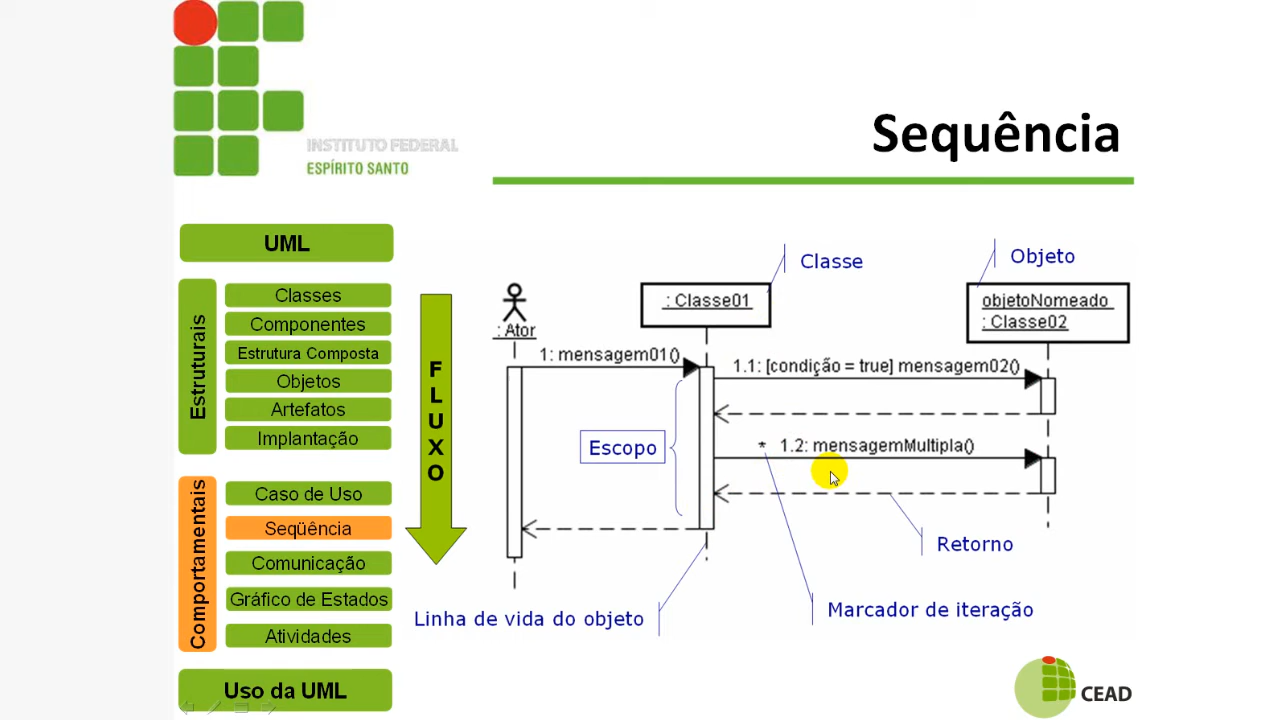 INSTITUTO FEDERAL
ESPÍRITO SANTO
Sequência
UML
Estruturais
Classes
Componentes
Estrutura Composta
Objetos
Artefatos
Implantação
Comportamentais
Caso de Uso
Seqüência
Comunicação
Gráfico de Estados
Atividades
Uso da UML
FLUXO
Classe
Objeto
: Ator
: Classe01
objetoNomeado
: Classe02
1: mensagem01()
1.1: [condição = true] mensagem02()
Escopo
* 1.2: mensagemMultipla()
Retorno
Linha de vida do objeto
Marcador de iteração
CEAD